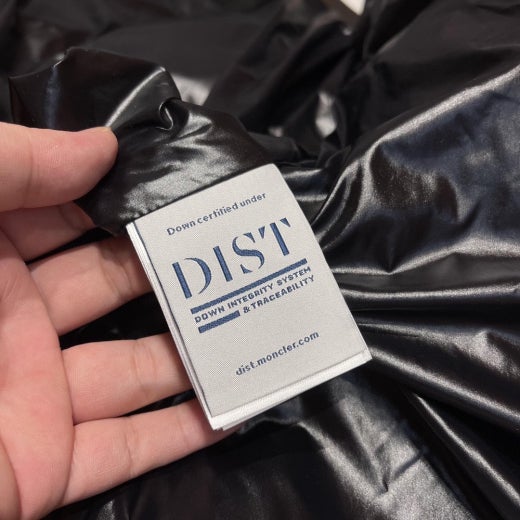 Down certified under
DIST
DOWN INTEGRITY SYSTEM
& TRACEABILITY
dist.moncler.com